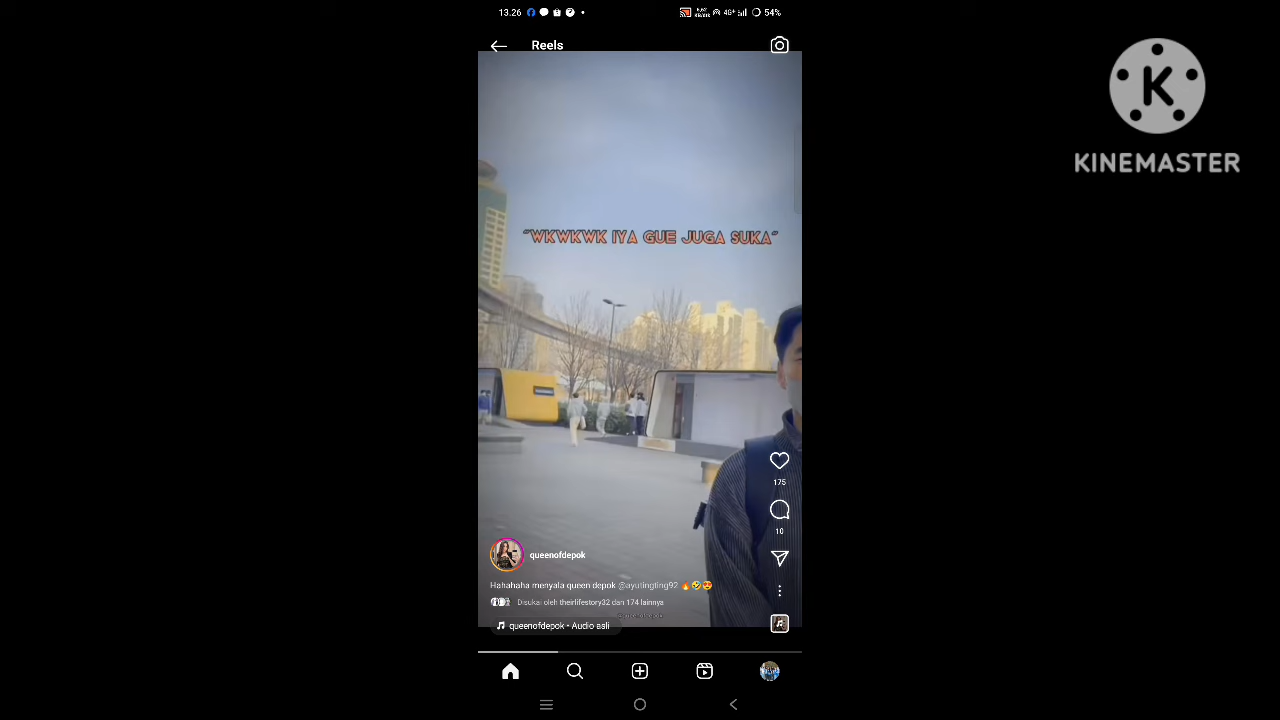 13.26
4G+
54%
Reels
KINEMASTER
"WKWKWK IYA GUE JUGA SUKA"
175
10
queenofdepok
Hahahaha menyala queen depok @ayutingting92 🔥🤣😍
Disukai oleh theirlifestory32 dan 174 lainnya
queenofdepok • Audio asli